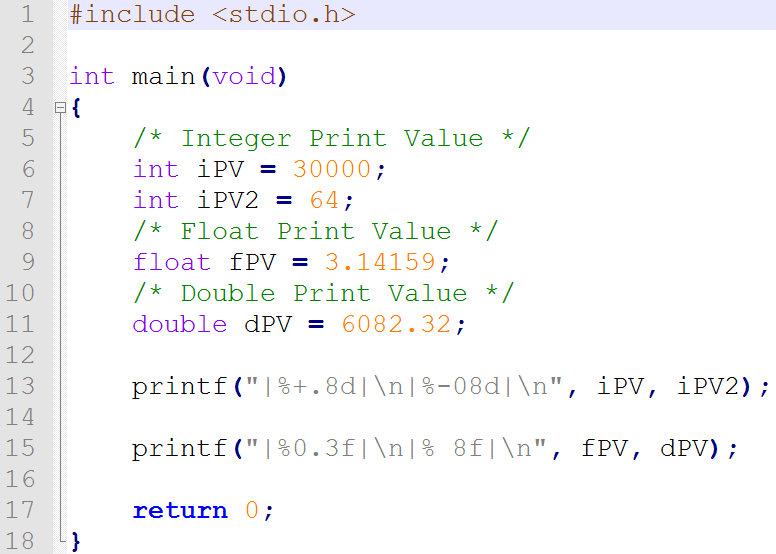 1 #include <stdio.h>
2
3 int main(void)
4 {
5 /* Integer Print Value */
6 int iPV = 30000;
7 int iPV2 = 64;
8 /* Float Print Value */
9 float fPV = 3.14159;
10 /* Double Print Value */
11 double dPV = 6082.32;
12
13 printf("|%+.8d|\n|%-08d|\n", iPV, iPV2);
14
15 printf("|%0.3f|\n|% 8f|\n", fPV, dPV);
16
17 return 0;
18 }